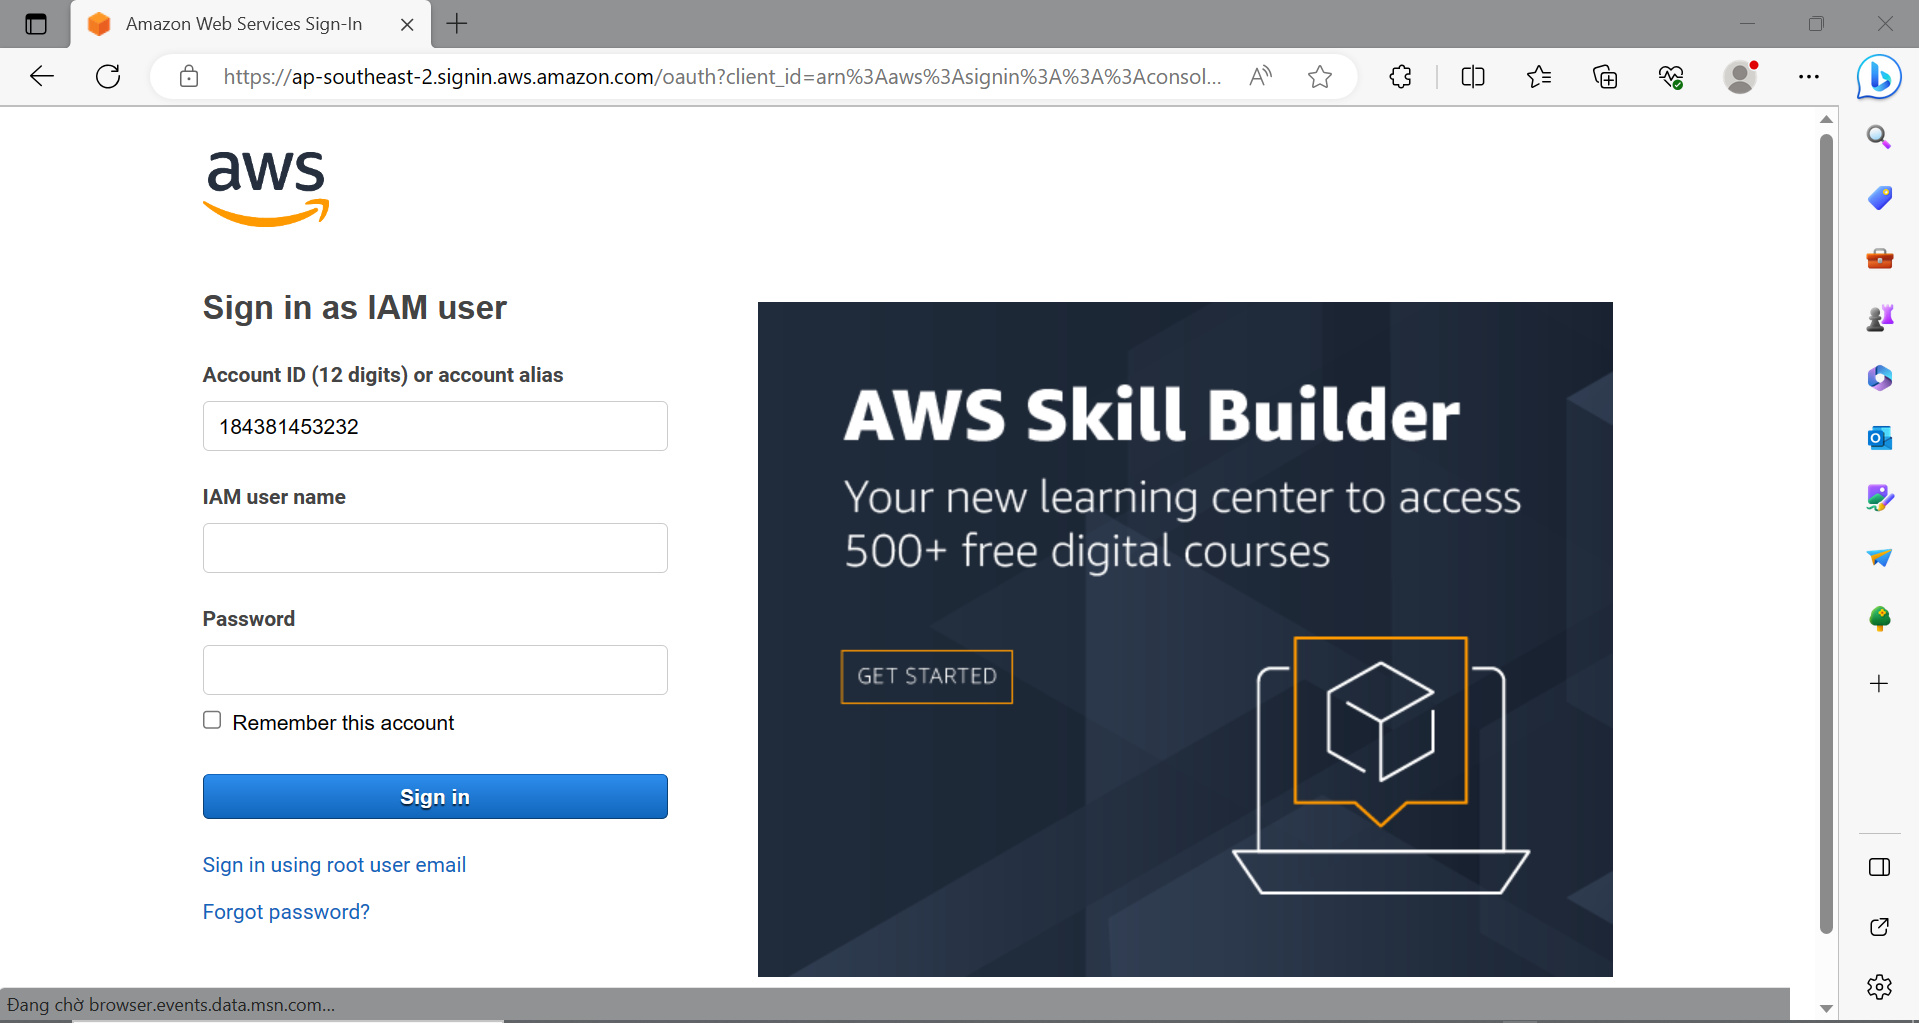 Amazon Web Services Sign-In
https://ap-southeast-2.signin.aws.amazon.com/oauth?client_id=arn%3Aaws%3Asignin%3A%3A%3Aconsol...
aws
Sign in as IAM user
Account ID (12 digits) or account alias
184381453232
IAM user name
Password
Remember this account
Sign in
Sign in using root user email
Forgot password?
AWS Skill Builder
Your new learning center to access
500+ free digital courses
GET STARTED
Đang chờ browser.events.data.msn.com...